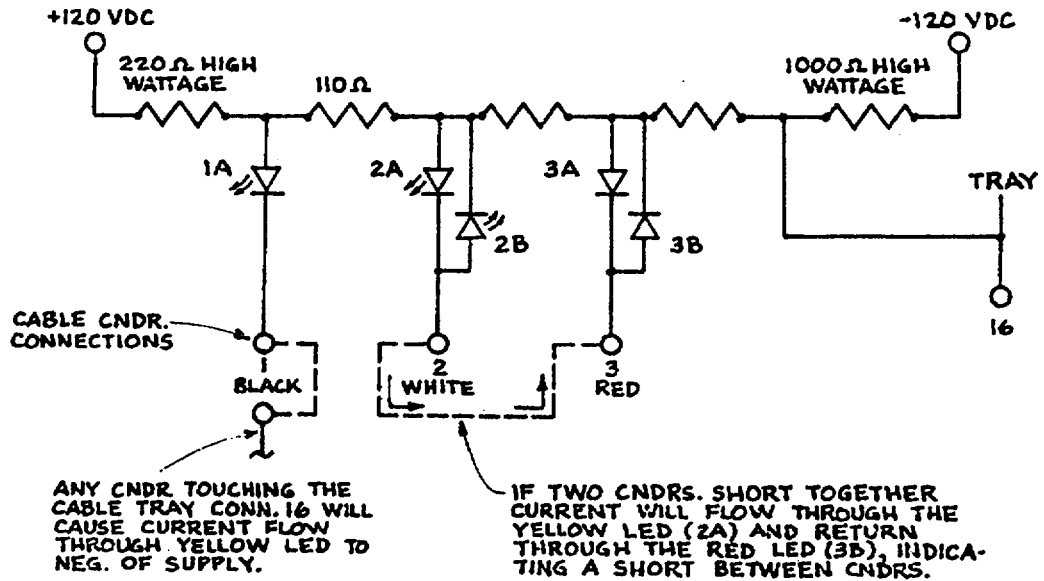 +120 VDC
-120 VDC
220Ω HIGH
WATTAGE
110Ω
1000Ω HIGH
WATTAGE
1A
2A
2B
3A
3B
TRAY
16
CABLE CNDR.
CONNECTIONS
1
BLACK
2
WHITE
3
RED
ANY CNDR TOUCHING THE
CABLE TRAY CONN. 16 WILL
CAUSE CURRENT FLOW
THROUGH YELLOW LED TO
NEG. OF SUPPLY.
IF TWO CNDRS. SHORT TOGETHER
CURRENT WILL FLOW THROUGH THE
YELLOW LED (2A) AND RETURN
THROUGH THE RED LED (3B), INDICA-
TING A SHORT BETWEEN CNDRS.